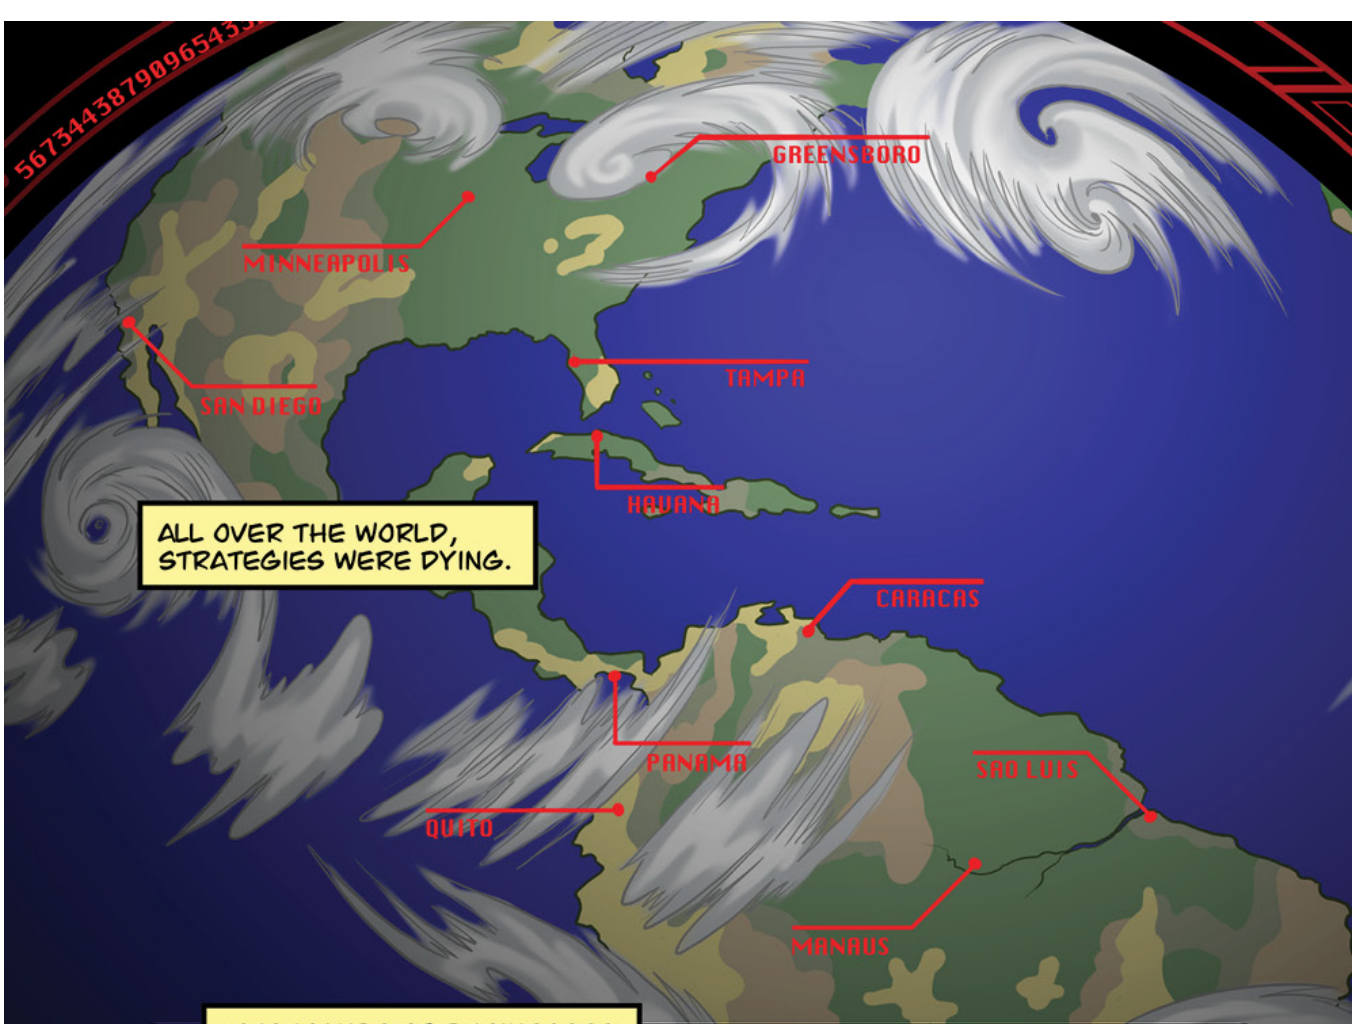 567344387909654333
GREENSBORO
MINNEAPOLIS
TAMPA
SAN DIEGO
HAVANA
ALL OVER THE WORLD,
STRATEGIES WERE DYING.
CARACAS
PANAMA
SAO LUIS
QUITO
MANAUS